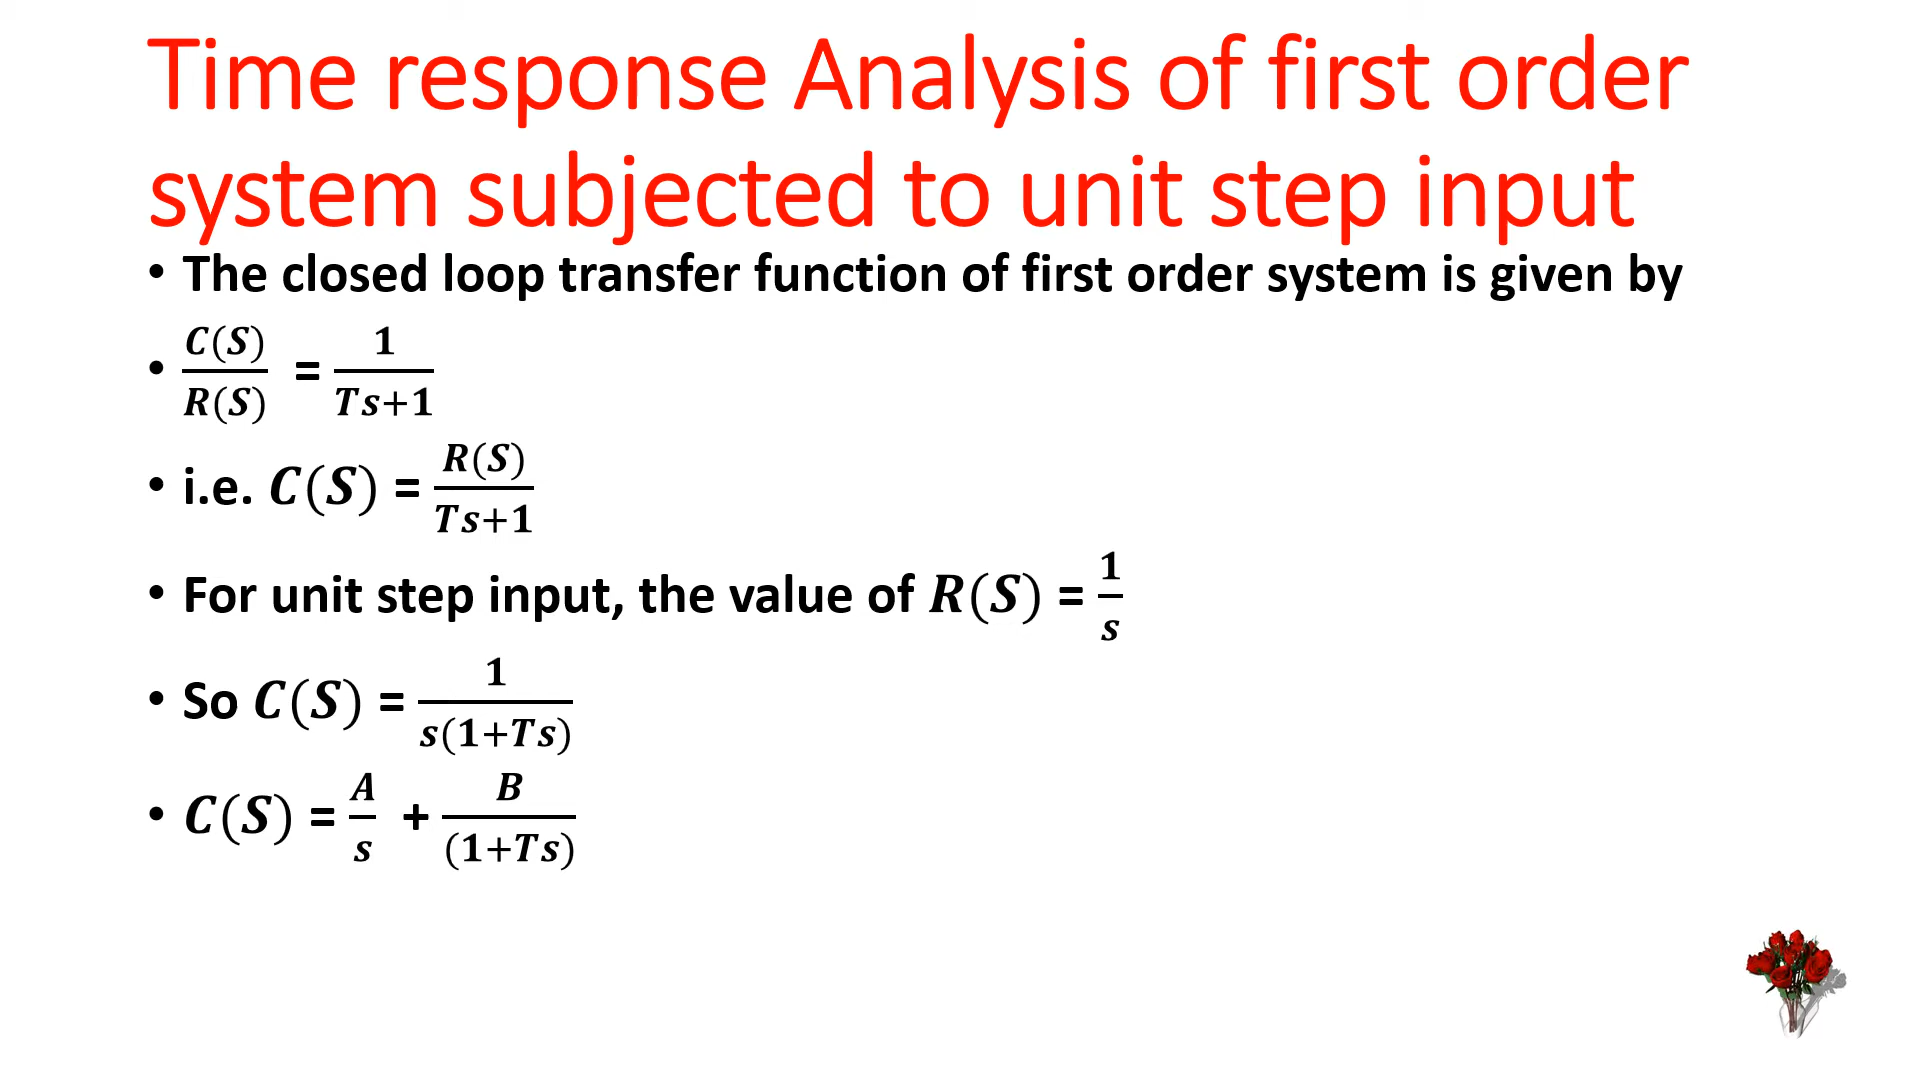 Time response Analysis of first order
system subjected to unit step input
• The closed loop transfer function of first order system is given by
• C(S)/R(S) = 1/Ts+1
• i.e. C(S) = R(S)/Ts+1
• For unit step input, the value of R(S) = 1/s
• So C(S) = 1/s(1+Ts)
• C(S) = A/s + B/(1+Ts)